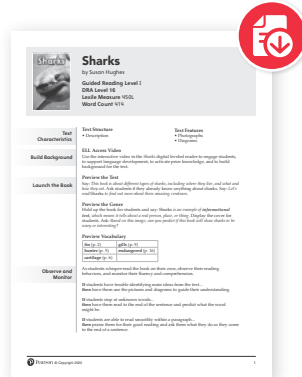 Sharks
Sharks
by Susan Hughes
Guided Reading Level I
DRA Level 16
Lexile Measure 450L
Word Count 414
Text Characteristics
Text Structure
• Description
Text Features
• Photographs
• Diagrams
Build Background
ELL Access Video
Use the interactive video in the Sharks digital leveled reader to engage students,
to support language development, to activate prior knowledge, and to build
background for the text.
Launch the Book
Preview the Text
Say: This book is about different types of sharks, including where they live, and what and
how they eat. Ask students if they already know anything about sharks. Say: Let's
read Sharks to find out more about these amazing creatures.
Preview the Genre
Hold up the book for students and say: Sharks is an example of informational
text, which means it tells about a real person, place, or thing. Display the cover for
students. Ask: Based on this image, can you predict if this book will show sharks to be
scary or interesting?
Preview Vocabulary
fin (p. 2)
gills (p. 9)
hunter (p. 5)
endangered (p. 16)
cartilage (p. 6)
Observe and Monitor
As students whisper-read the book on their own, observe their reading
behaviors, and monitor their fluency and comprehension.
If students have trouble identifying main ideas from the text...
then have them use the pictures and diagrams to guide their understanding.
If students stop at unknown words...
then have them read to the end of the sentence and predict what the word
might be.
If students are able to read smoothly within a paragraph...
then praise them for their good reading and ask them what they do as they come
to the end of a sentence.
Pearson © Copyright 2020
1